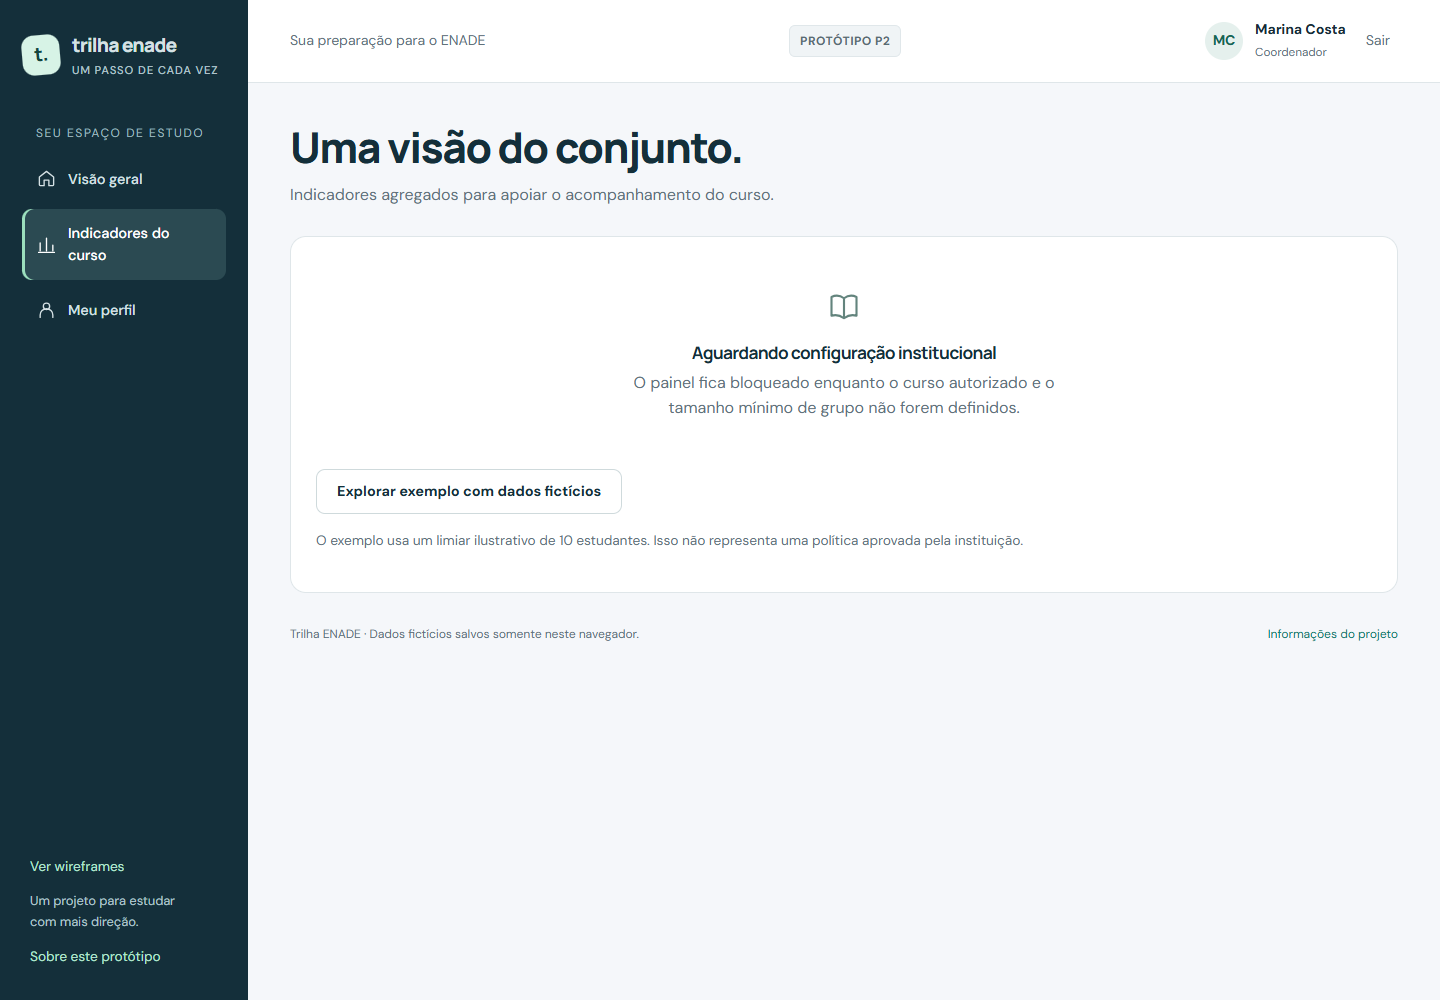 t.
trilha enade
UM PASSO DE CADA VEZ
SEU ESPAÇO DE ESTUDO
Visão geral
Indicadores do
curso
Meu perfil
Ver wireframes
Um projeto para estudar
com mais direção.
Sobre este protótipo
Sua preparação para o ENADE
PROTÓTIPO P2
MC
Marina Costa
Coordenador
Sair
Uma visão do conjunto.
Indicadores agregados para apoiar o acompanhamento do curso.
Aguardando configuração institucional
O painel fica bloqueado enquanto o curso autorizado e o
tamanho mínimo de grupo não forem definidos.
Explorar exemplo com dados fictícios
O exemplo usa um limiar ilustrativo de 10 estudantes. Isso não representa uma política aprovada pela instituição.
Trilha ENADE · Dados fictícios salvos somente neste navegador.
Informações do projeto